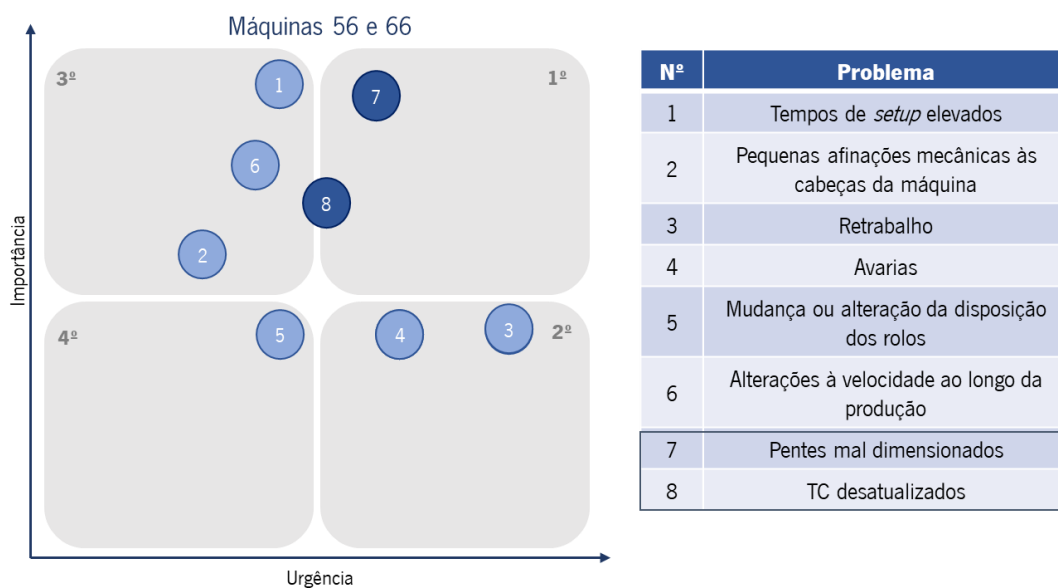 Máquinas 56 e 66
3º
1º
1
7
6
8
2
4º
5
4
3
2º
Importância
Urgência
Nº Problema
1 Tempos de setup elevados
2 Pequenas afinações mecânicas às
cabeças da máquina
3 Retrabalho
4 Avarias
5 Mudança ou alteração da disposição
dos rolos
6 Alterações à velocidade ao longo da
produção
7 Pentes mal dimensionados
8 TC desatualizados